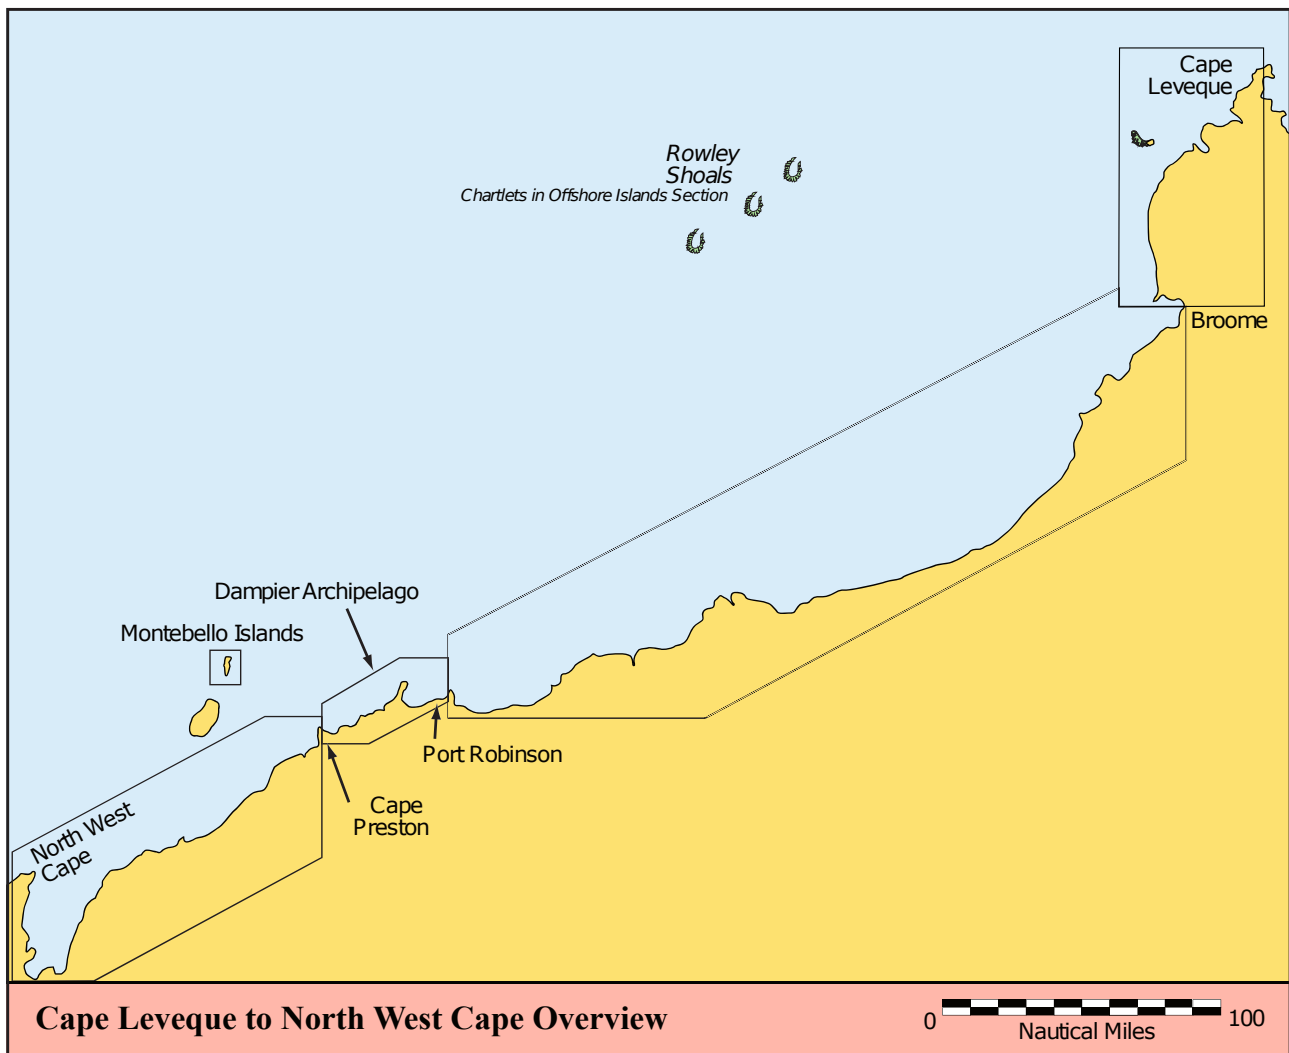 Cape
Leveque
Rowley
Shoals
Chartlets in Offshore Islands Section
Broome
Dampier Archipelago
Montebello Islands
Port Robinson
Cape
Preston
North West
Cape
Cape Leveque to North West Cape Overview
0
100
Nautical Miles